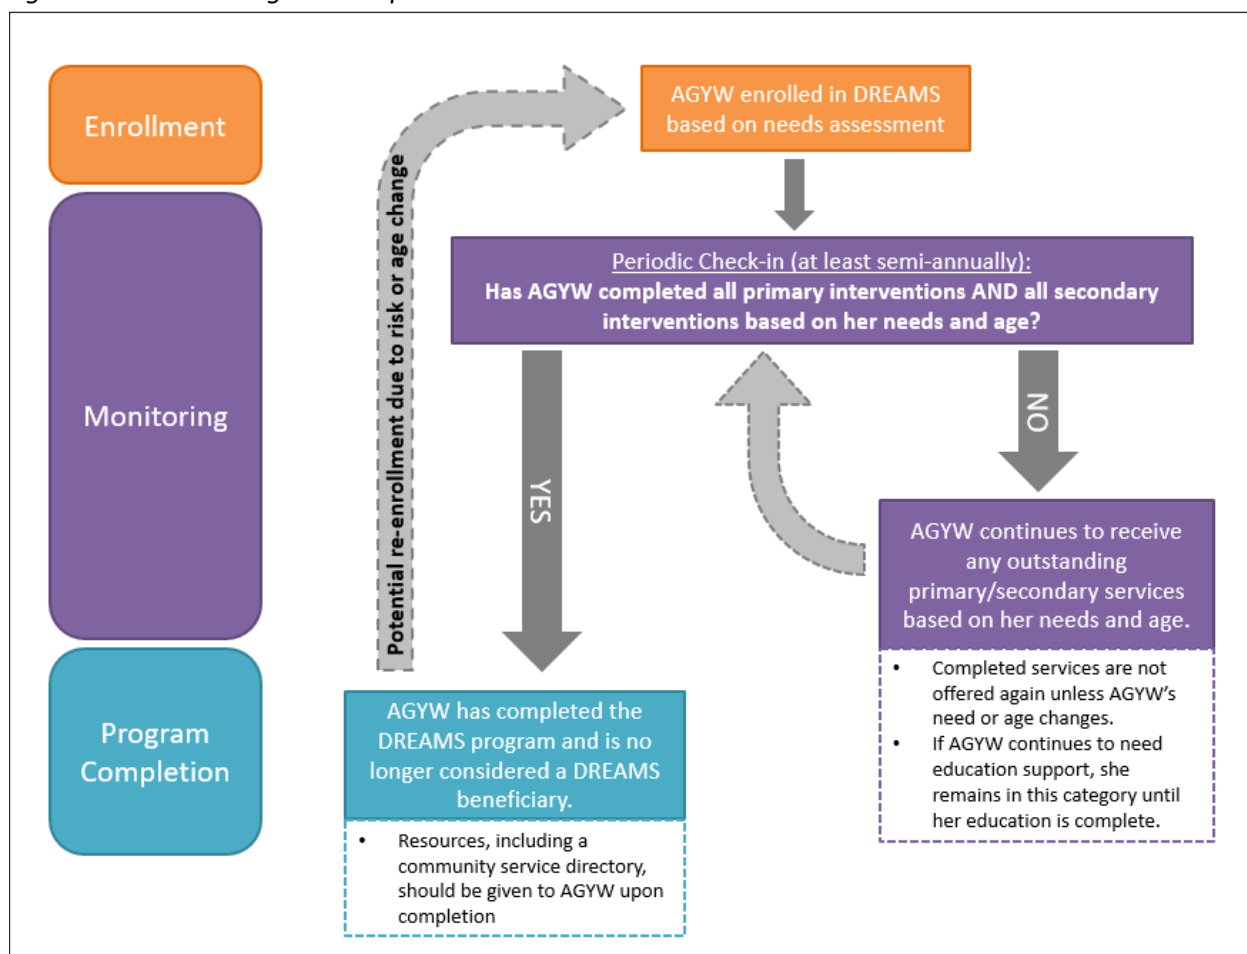 Enrollment
AGYW enrolled in DREAMS
based on needs assessment
Potential re-enrollment due to risk or age change
Monitoring
Periodic Check-in (at least semi-annually):
Has AGYW completed all primary interventions AND all secondary
interventions based on her needs and age?
YES
NO
AGYW continues to receive
any outstanding
primary/secondary services
based on her needs and age.
• Completed services are not
offered again unless AGYW’s
need or age changes.
• If AGYW continues to need
education support, she
remains in this category until
her education is complete.
Program
Completion
AGYW has completed the
DREAMS program and is no
longer considered a DREAMS
beneficiary.
• Resources, including a
community service directory,
should be given to AGYW upon
completion